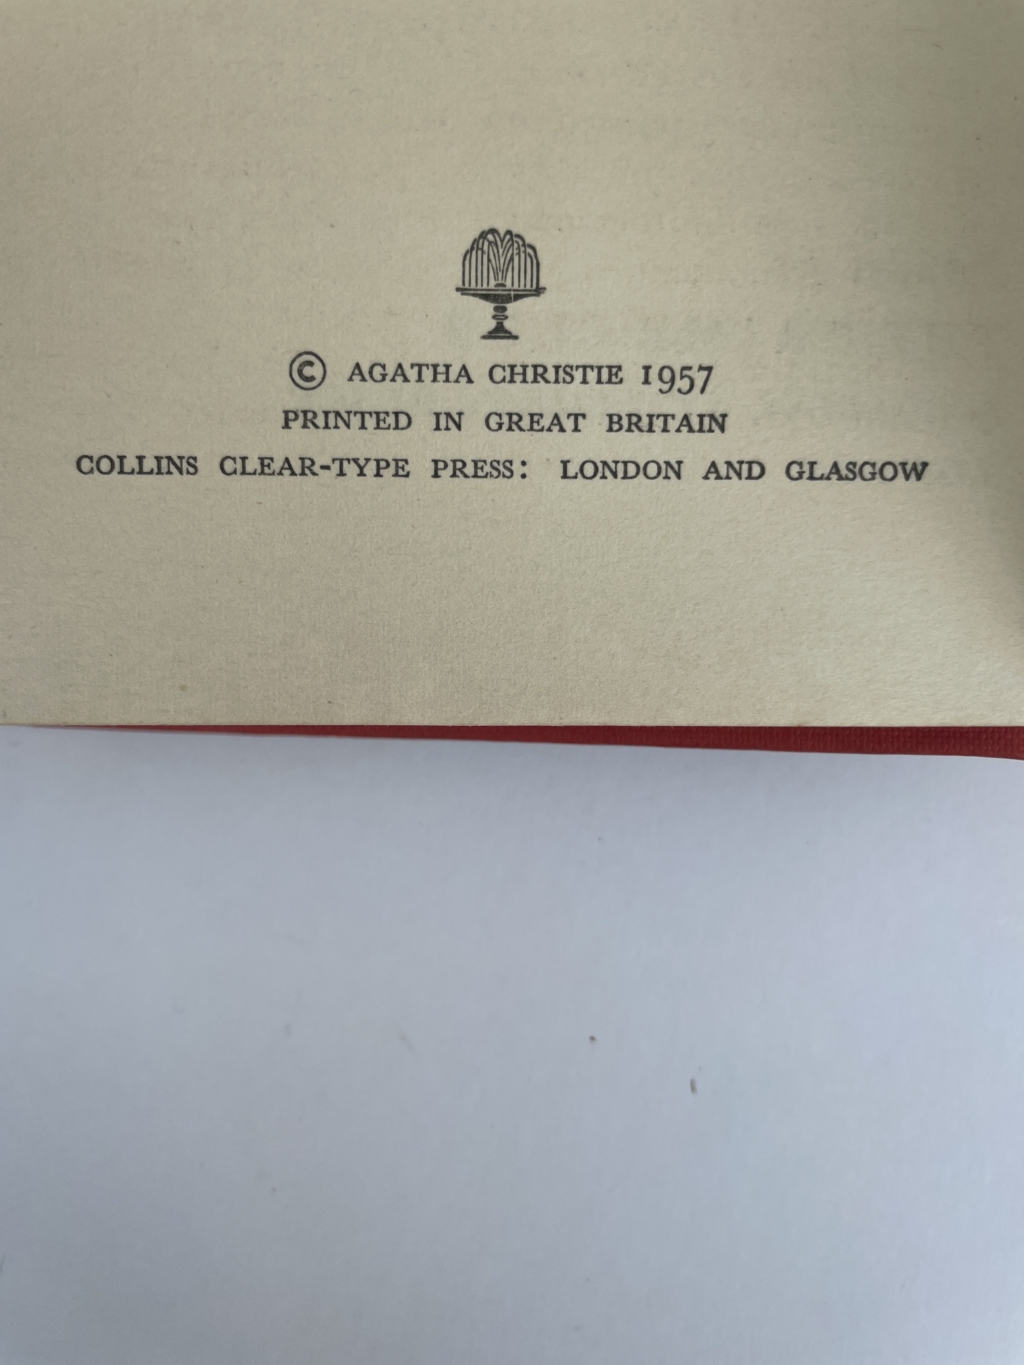 © AGATHA CHRISTIE 1957
PRINTED IN GREAT BRITAIN
COLLINS CLEAR-TYPE PRESS: LONDON AND GLASGOW